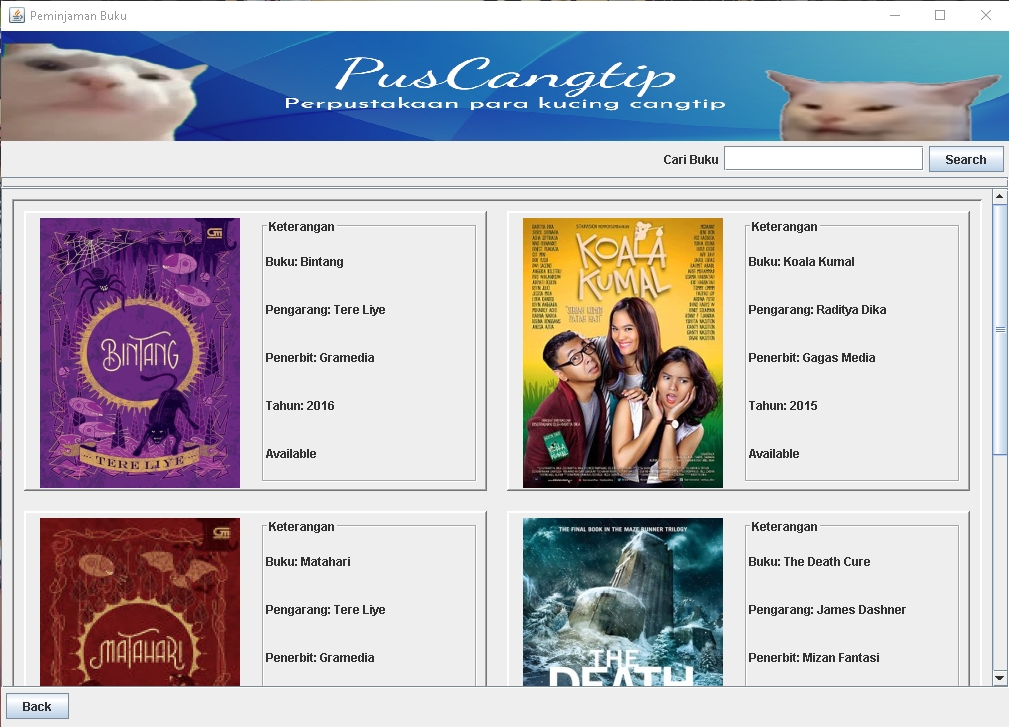 Peminjaman Buku
PusCangtip
Perpustakaan para kucing cangtip
Cari Buku
Search
BINTANG
TERE LIYE
Keterangan
Buku: Bintang
Pengarang: Tere Liye
Penerbit: Gramedia
Tahun: 2016
Available
KOALA
KUMAL
Keterangan
Buku: Koala Kumal
Pengarang: Raditya Dika
Penerbit: Gagas Media
Tahun: 2015
Available
MATAHARI
Keterangan
Buku: Matahari
Pengarang: Tere Liye
Penerbit: Gramedia
THE FINAL BOOK IN THE MAZE RUNNER TRILOGY
THE
DEATH
Keterangan
Buku: The Death Cure
Pengarang: James Dashner
Penerbit: Mizan Fantasi
Back